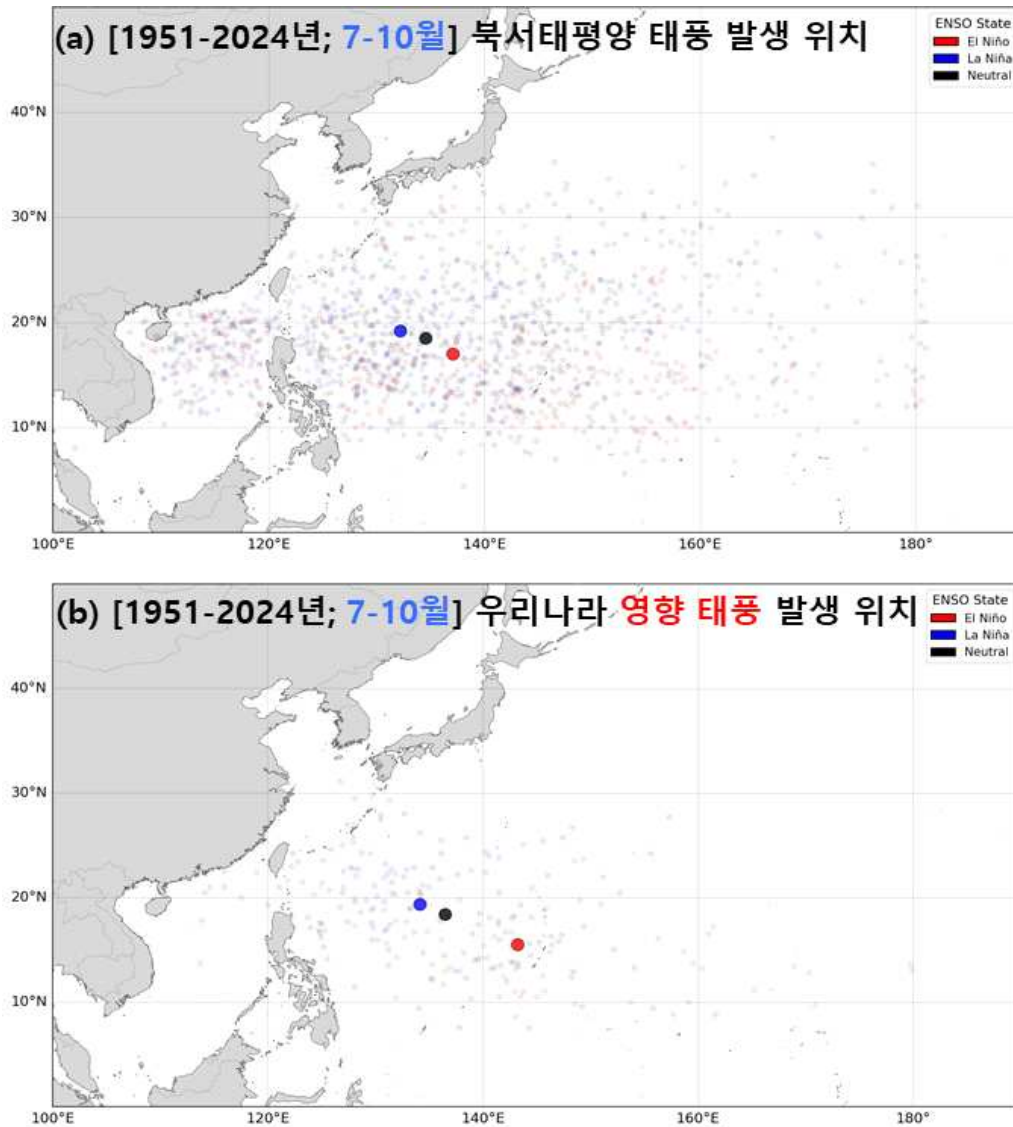 (a) [1951-2024년; 7-10월] 북서태평양 태풍 발생 위치
ENSO State
El Niño
La Niña
Neutral
40°N
30°N
20°N
10°N
100°E 120°E 140°E 160°E 180°
(b) [1951-2024년; 7-10월] 우리나라 영향 태풍 발생 위치
ENSO State
El Niño
La Niña
Neutral
40°N
30°N
20°N
10°N
100°E 120°E 140°E 160°E 180°